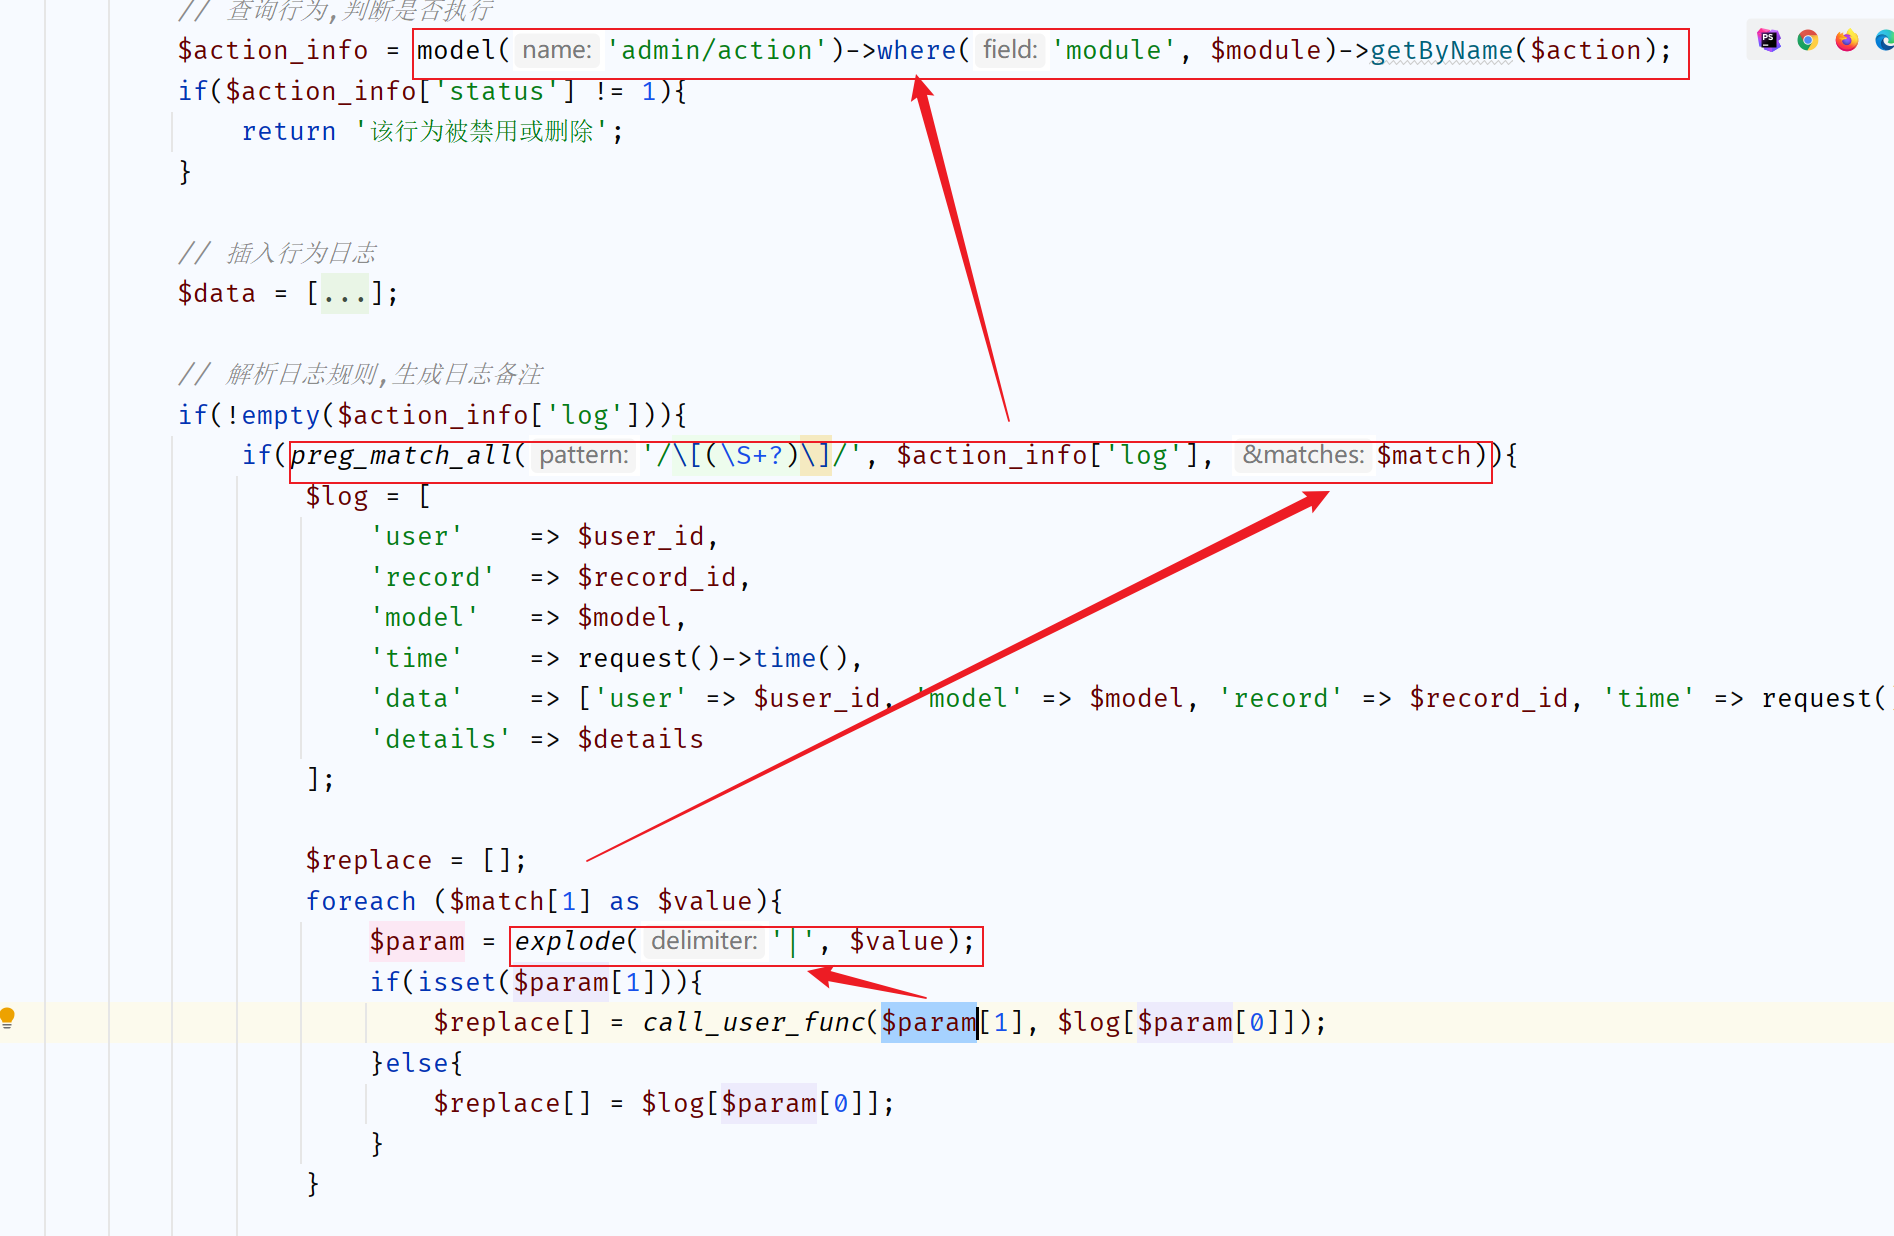 // 查询行为,判断是否执行
$action_info = model( name: 'admin/action')->where( field: 'module', $module)->getByName($action);
if($action_info['status'] != 1){
return '该行为被禁用或删除';
}
// 插入行为日志
$data = [...];
// 解析日志规则,生成日志备注
if(!empty($action_info['log'])){
if(preg_match_all( pattern: '/\[(\S+?)\]/', $action_info['log'], &matches: $match)){
$log = [
'user' => $user_id,
'record' => $record_id,
'model' => $model,
'time' => request()->time(),
'data' => ['user' => $user_id, 'model' => $model, 'record' => $record_id, 'time' => request(
'details' => $details
];
$replace = [];
foreach ($match[1] as $value){
$param = explode( delimiter: '|', $value);
if(isset($param[1])){
$replace[] = call_user_func($param[1], $log[$param[0]]);
}else{
$replace[] = $log[$param[0]];
}
}